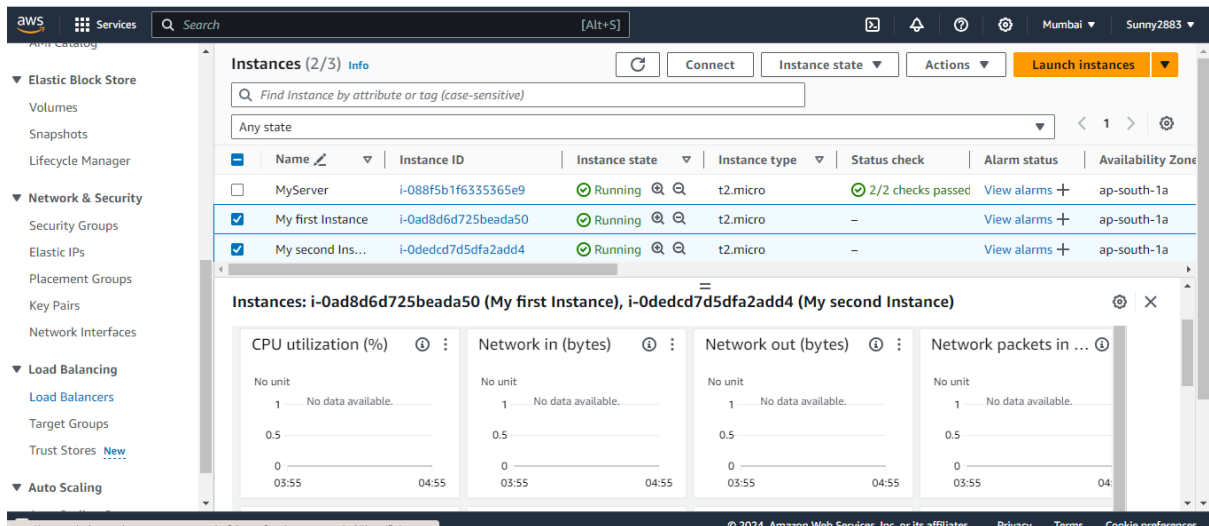 aws Services Search [Alt+S] Mumbai Sunny2883
AMI Catalog
Elastic Block Store
Volumes
Snapshots
Lifecycle Manager
Network & Security
Security Groups
Elastic IPs
Placement Groups
Key Pairs
Network Interfaces
Load Balancing
Load Balancers
Target Groups
Trust Stores New
Auto Scaling
Instances (2/3) Info Connect Instance state Actions Launch instances
Find Instance by attribute or tag (case-sensitive)
Any state 1
Name Instance ID Instance state Instance type Status check Alarm status Availability Zone
MyServer i-088f5b1f6335365e9 Running t2.micro 2/2 checks passed View alarms + ap-south-1a
My first Instance i-0ad8d6d725beada50 Running t2.micro – View alarms + ap-south-1a
My second Ins... i-0dedcd7d5dfa2add4 Running t2.micro – View alarms + ap-south-1a
Instances: i-0ad8d6d725beada50 (My first Instance), i-0dedcd7d5dfa2add4 (My second Instance)
CPU utilization (%) Network in (bytes) Network out (bytes) Network packets in ...
No unit No unit No unit No unit
1 No data available. 1 No data available. 1 No data available. 1 No data available.
0.5 0.5 0.5 0.5
0 0 0 0
03:55 04:55 03:55 04:55 03:55 04:55 03:55 04:
© 2024, Amazon Web Services, Inc. or its affiliates. Privacy Terms Cookie preferences